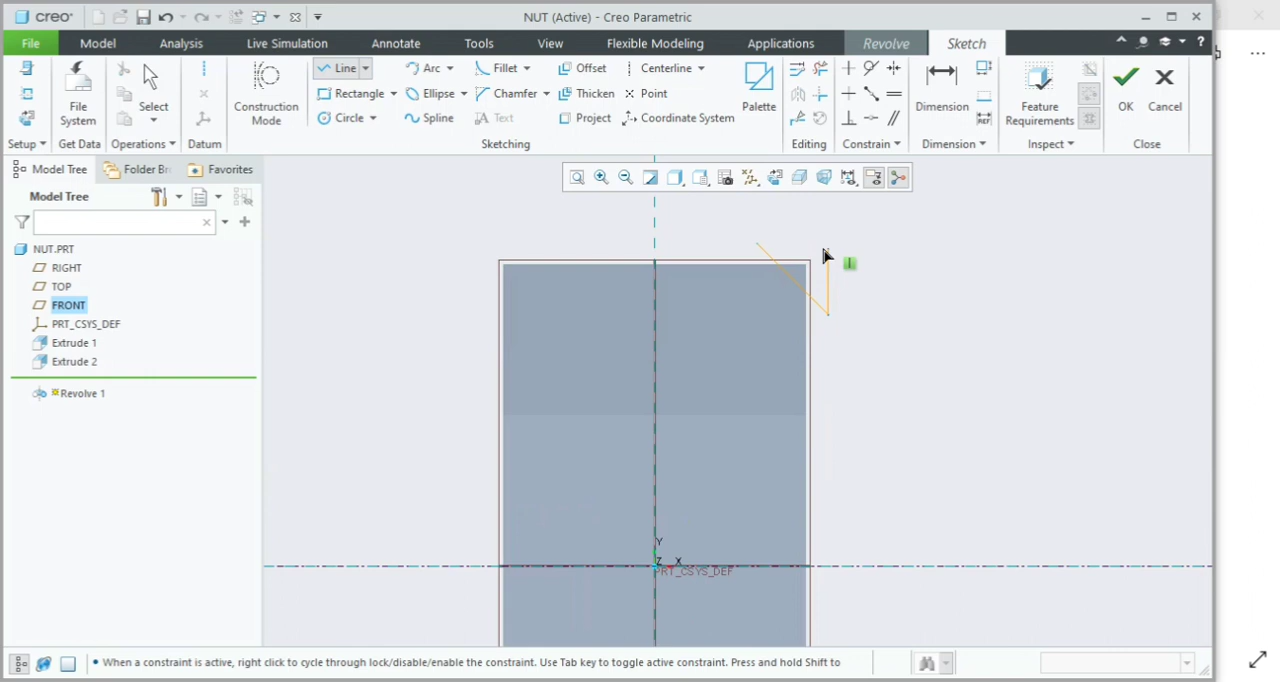 creo NUT (Active) - Creo Parametric
File Model Analysis Live Simulation Annotate Tools View Flexible Modeling Applications Revolve Sketch
Line Arc Fillet Offset Centerline
File System Select Construction Mode Rectangle Ellipse Chamfer Thicken Point Palette Dimension REF Feature Requirements OK Cancel
Circle Spline Text Project Coordinate System
Setup Get Data Operations Datum Sketching Editing Constrain Dimension Inspect Close
Model Tree Folder Br Favorites
Model Tree
NUT.PRT
RIGHT
TOP
FRONT
PRT_CSYS_DEF
Extrude 1
Extrude 2
Revolve 1
Y
Z X
PRT_CSYS_DEF
• When a constraint is active, right click to cycle through lock/disable/enable the constraint. Use Tab key to toggle active constraint. Press and hold Shift to